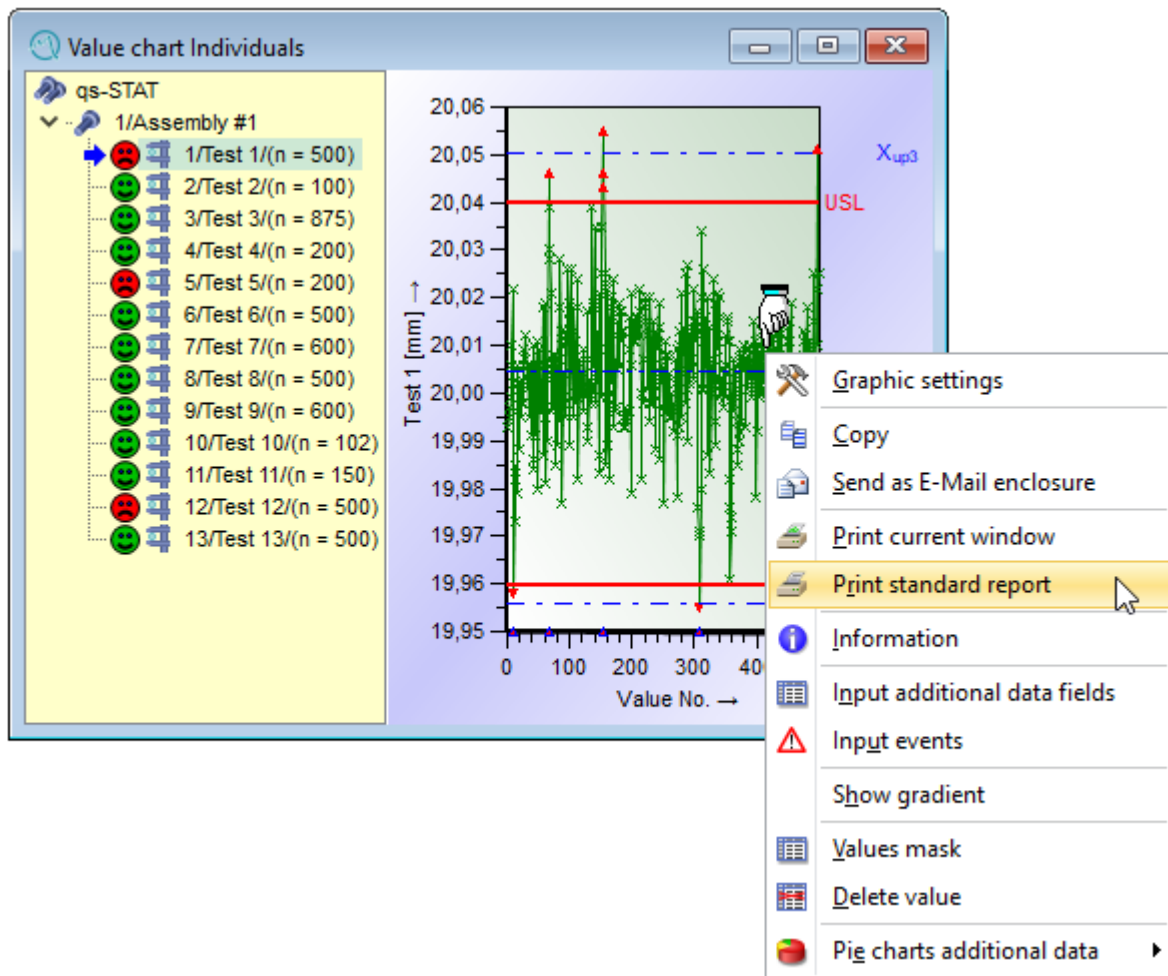 Value chart Individuals
qs-STAT
1/Assembly #1
1/Test 1/(n = 500)
2/Test 2/(n = 100)
3/Test 3/(n = 875)
4/Test 4/(n = 200)
5/Test 5/(n = 200)
6/Test 6/(n = 500)
7/Test 7/(n = 600)
8/Test 8/(n = 500)
9/Test 9/(n = 600)
10/Test 10/(n = 102)
11/Test 11/(n = 150)
12/Test 12/(n = 500)
13/Test 13/(n = 500)
Test 1 [mm] →
20,06
20,05
20,04
20,03
20,02
20,01
20,00
19,99
19,98
19,97
19,96
19,95
Xup3
USL
0 100 200 300
Value No. →
Graphic settings
Copy
Send as E-Mail enclosure
Print current window
Print standard report
Information
Input additional data fields
Input events
Show gradient
Values mask
Delete value
Pie charts additional data